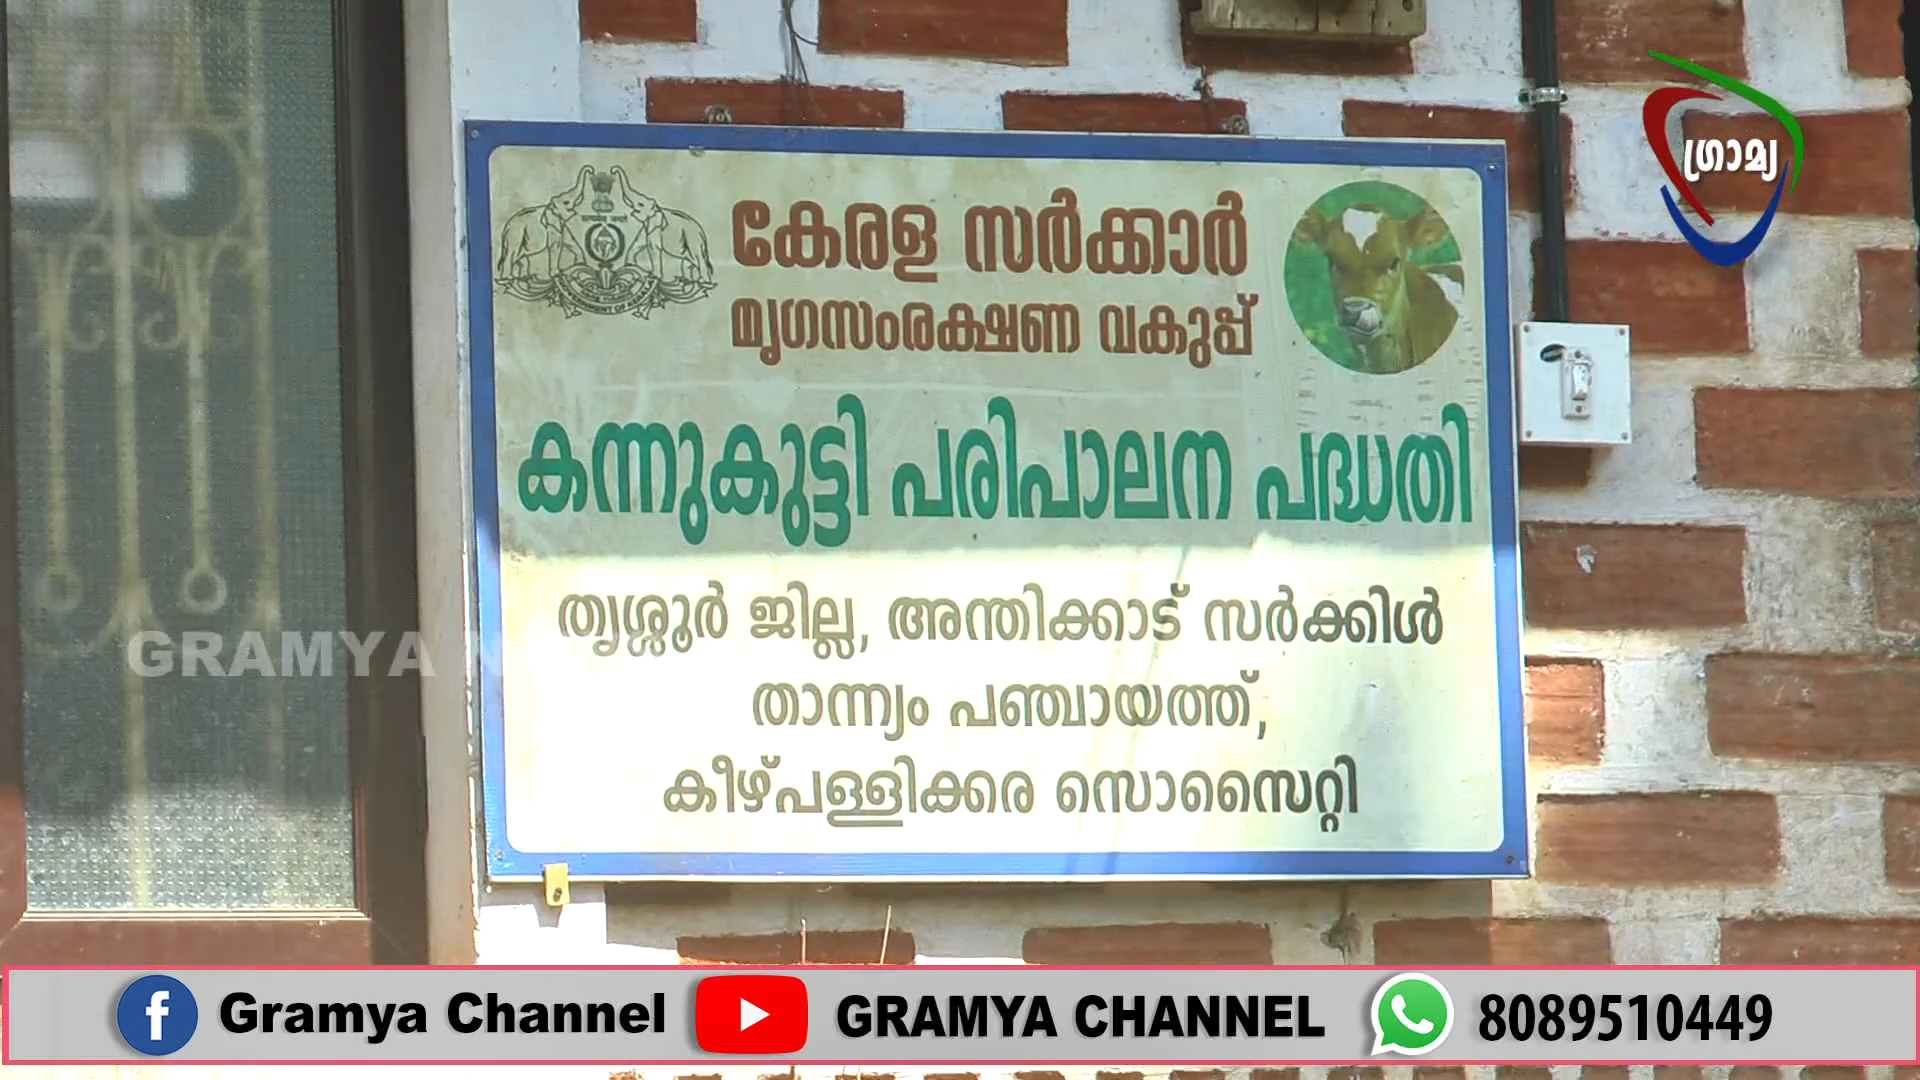 ഗ്രാമ്യ
കേരള സർക്കാർ
മൃഗസംരക്ഷണ വകുപ്പ്
കന്നുകുട്ടി പരിപാലന പദ്ധതി
തൃശ്ശൂർ ജില്ല, അന്തിക്കാട് സർക്കിൾ
താന്ന്യം പഞ്ചായത്ത്,
കീഴ്പള്ളിക്കര സൊസൈറ്റി
GRAMYA N
Gramya Channel GRAMYA CHANNEL 8089510449